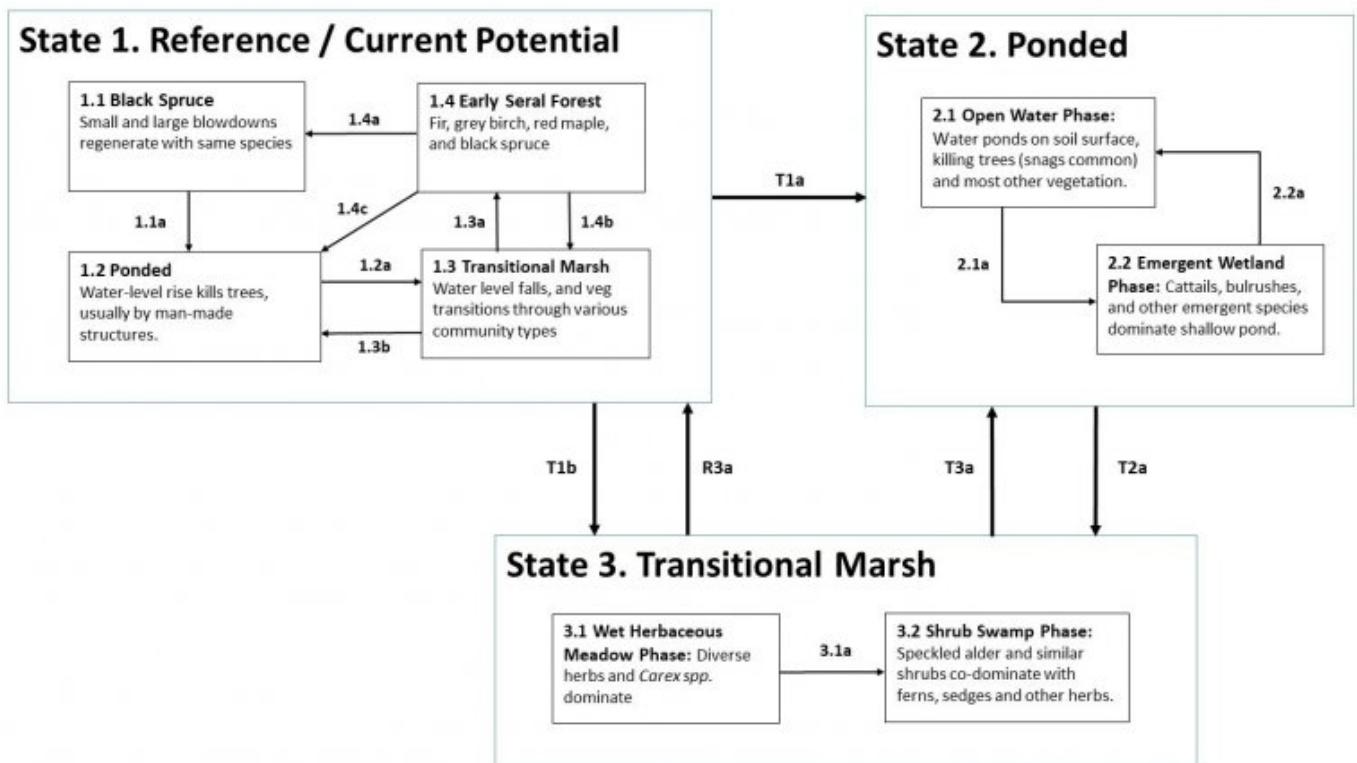 State 1. Reference / Current Potential
1.1 Black Spruce
Small and large blowdowns
regenerate with same species
1.4a
1.4 Early Seral Forest
Fir, grey birch, red maple,
and black spruce
1.1a
1.4c
1.3a
1.4b
1.2 Ponded
Water-level rise kills trees,
usually by man-made
structures.
1.2a
1.3b
1.3 Transitional Marsh
Water level falls, and veg
transitions through various
community types
T1a
State 2. Ponded
2.1 Open Water Phase:
Water ponds on soil surface,
killing trees (snags common)
and most other vegetation.
2.2a
2.1a
2.2 Emergent Wetland
Phase: Cattails, bulrushes,
and other emergent species
dominate shallow pond.
T1b
R3a
T3a
T2a
State 3. Transitional Marsh
3.1 Wet Herbaceous
Meadow Phase: Diverse
herbs and Carex spp.
dominate
3.1a
3.2 Shrub Swamp Phase:
Speckled alder and similar
shrubs co-dominate with
ferns, sedges and other herbs.